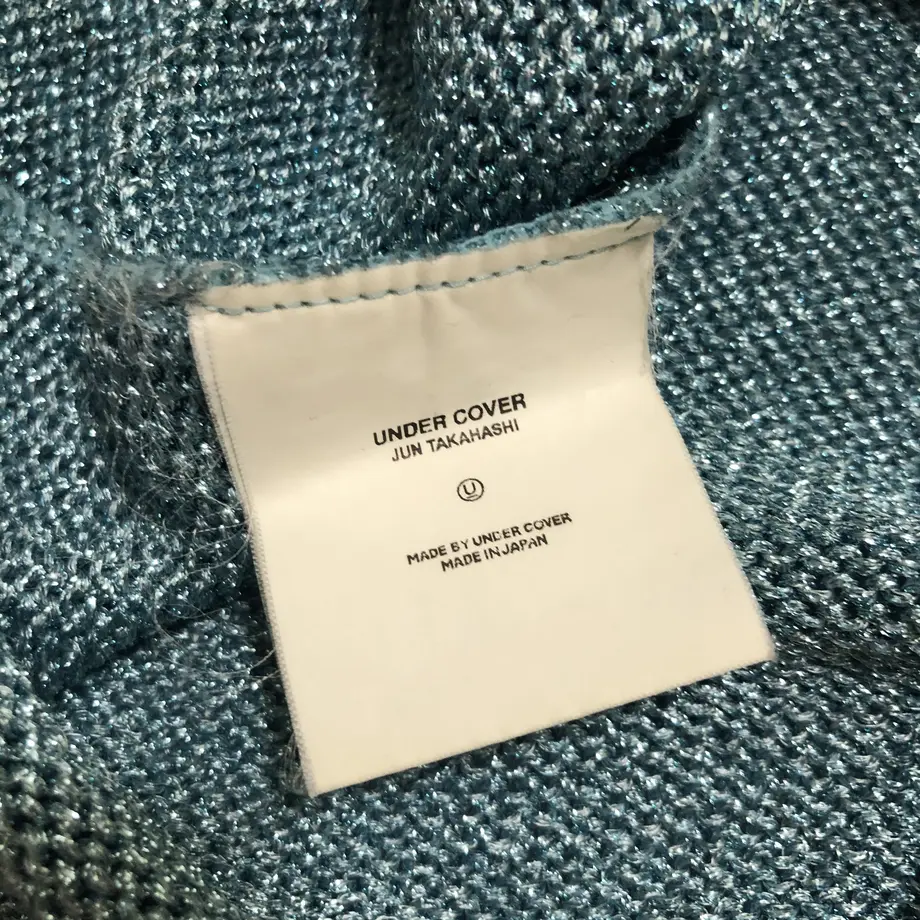 UNDER COVER
JUN TAKAHASHI
U
MADE BY UNDER COVER
MADE IN JAPAN